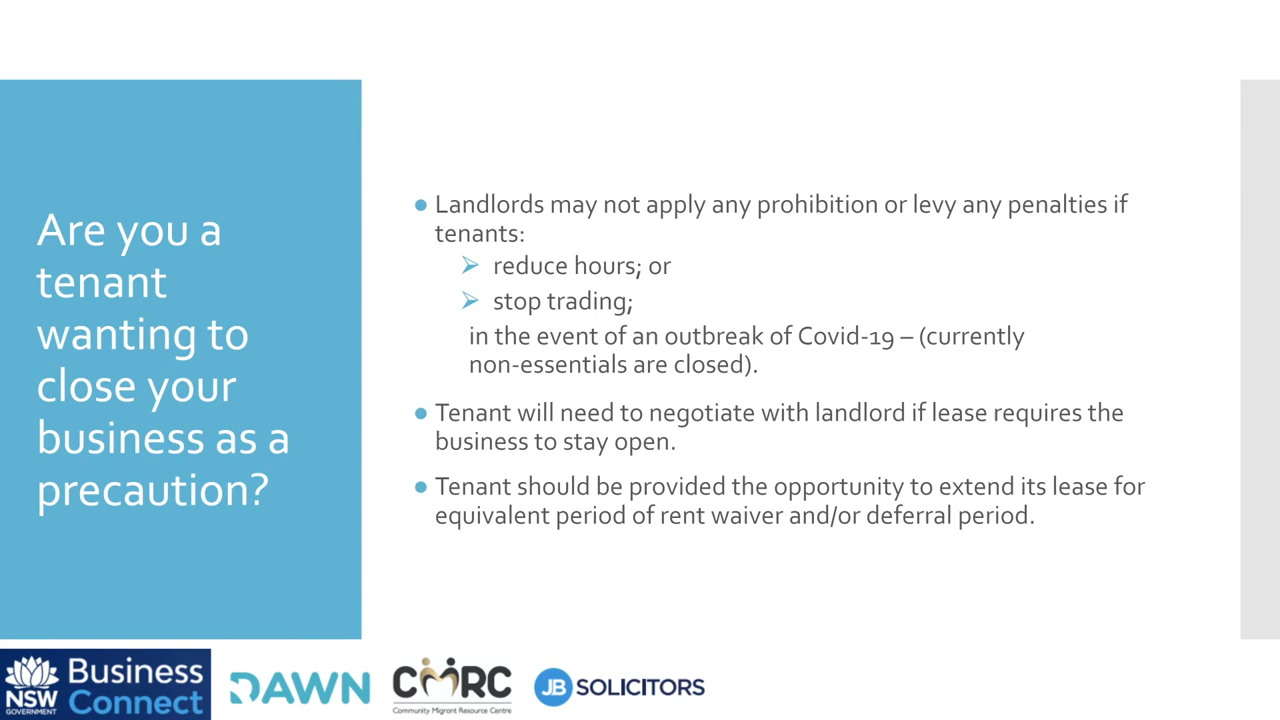 Are you a
tenant
wanting to
close your
business as a
precaution?
● Landlords may not apply any prohibition or levy any penalties if
tenants:
➢ reduce hours; or
➢ stop trading;
in the event of an outbreak of Covid-19 – (currently
non-essentials are closed).
● Tenant will need to negotiate with landlord if lease requires the
business to stay open.
● Tenant should be provided the opportunity to extend its lease for
equivalent period of rent waiver and/or deferral period.
NSW
GOVERNMENT
Business
Connect
DAWN
CMRC
Community Migrant Resource Centre
JB SOLICITORS